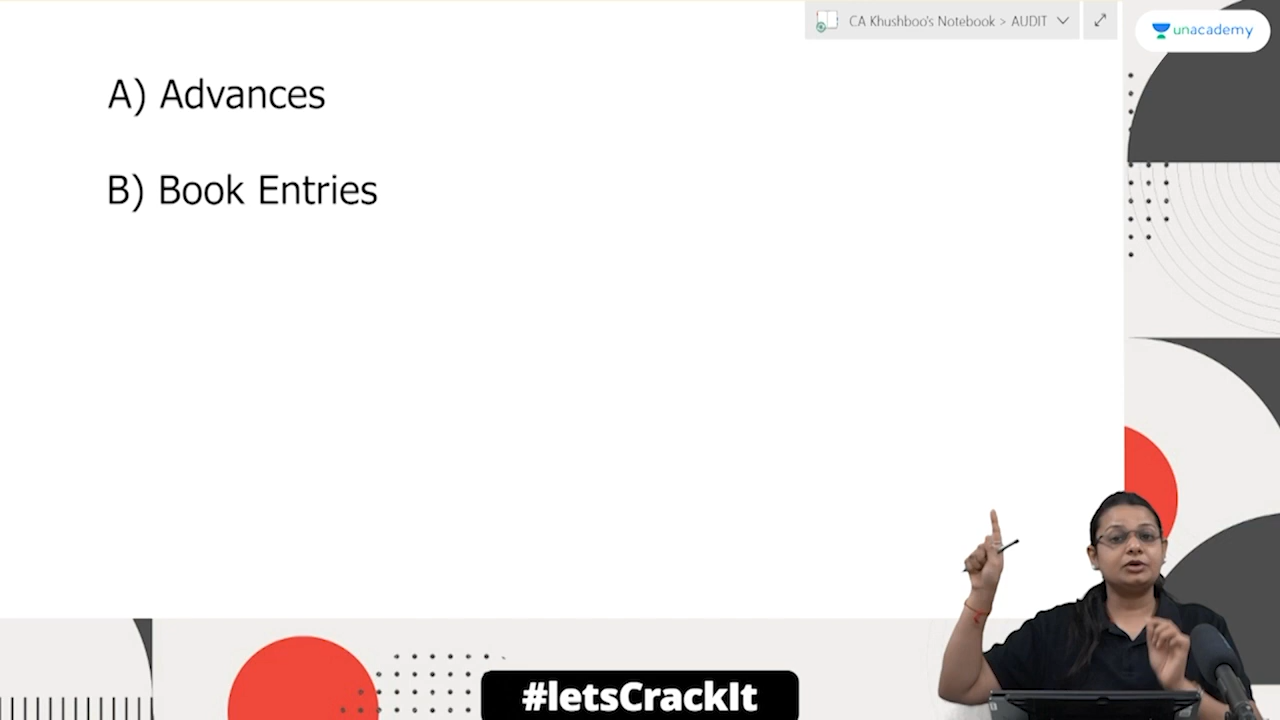 CA Khushboo's Notebook > AUDIT
unacademy
A) Advances
B) Book Entries
#letsCrackIt